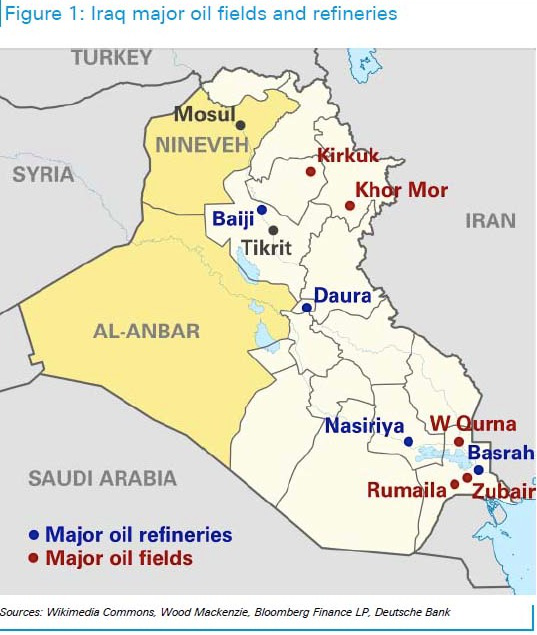 Figure 1: Iraq major oil fields and refineries
TURKEY
Mosul
NINEVEH
Kirkuk
SYRIA
Khor Mor
Baiji
IRAN
Tikrit
Daura
AL-ANBAR
Nasiriya
W Qurna
Basrah
SAUDI ARABIA
Rumaila
Zubair
Major oil refineries
Major oil fields
Sources: Wikimedia Commons, Wood Mackenzie, Bloomberg Finance LP, Deutsche Bank